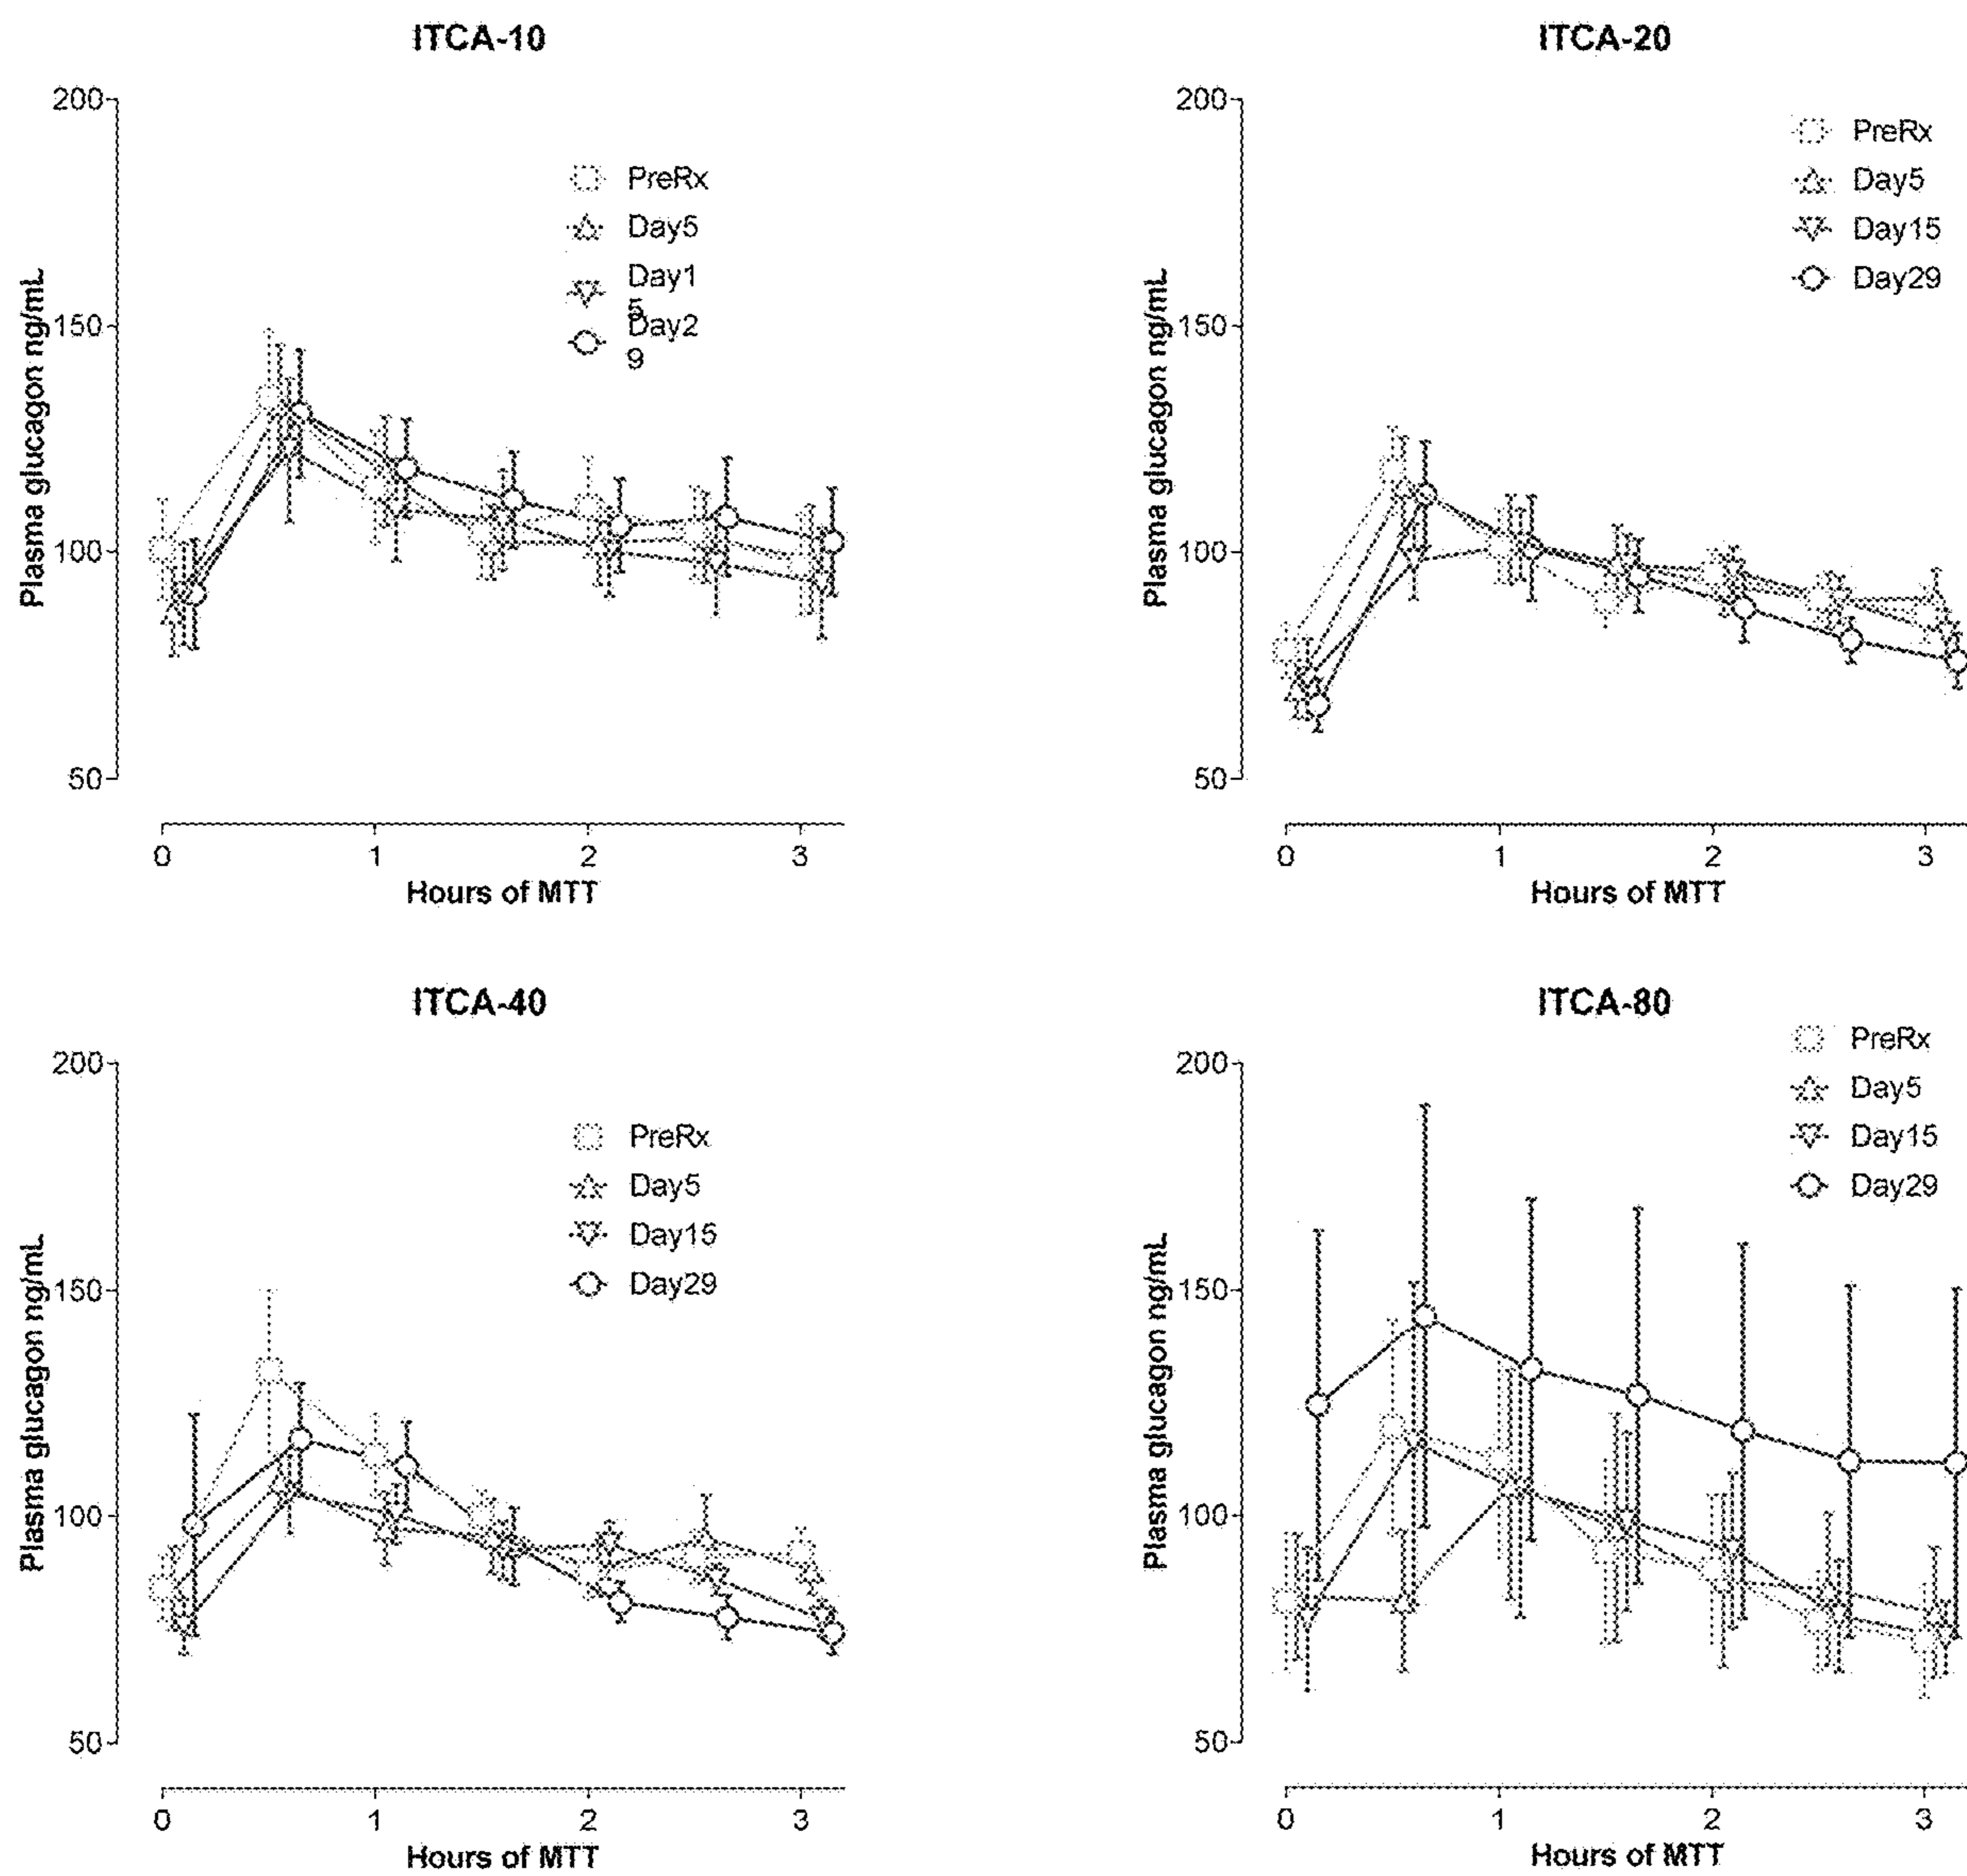 ITCA-10
200
150
100
50
Plasma glucagon ng/mL
PreRx
Day5
Day1
5
Day2
9
0 1 2 3
Hours of MTT
ITCA-20
200
150
100
50
Plasma glucagon ng/mL
PreRx
Day5
Day15
Day29
0 1 2 3
Hours of MTT
ITCA-40
200
150
100
50
Plasma glucagon ng/mL
PreRx
Day5
Day15
Day29
0 1 2 3
Hours of MTT
ITCA-80
200
150
100
50
Plasma glucagon ng/mL
PreRx
Day5
Day15
Day29
0 1 2 3
Hours of MTT